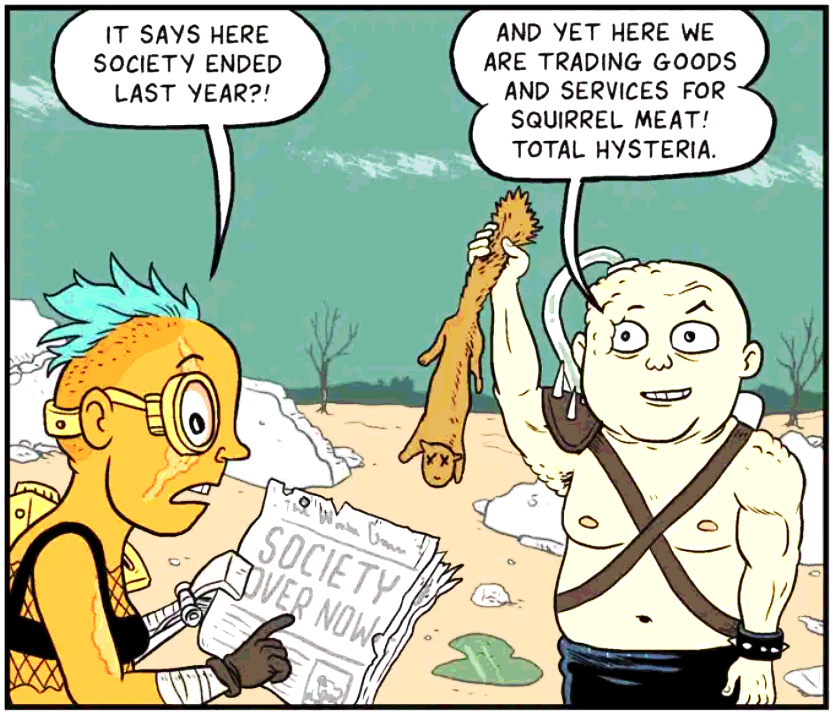 IT SAYS HERE
SOCIETY ENDED
LAST YEAR?!
AND YET HERE WE
ARE TRADING GOODS
AND SERVICES FOR
SQUIRREL MEAT!
TOTAL HYSTERIA.
SOCIETY
OVER NOW